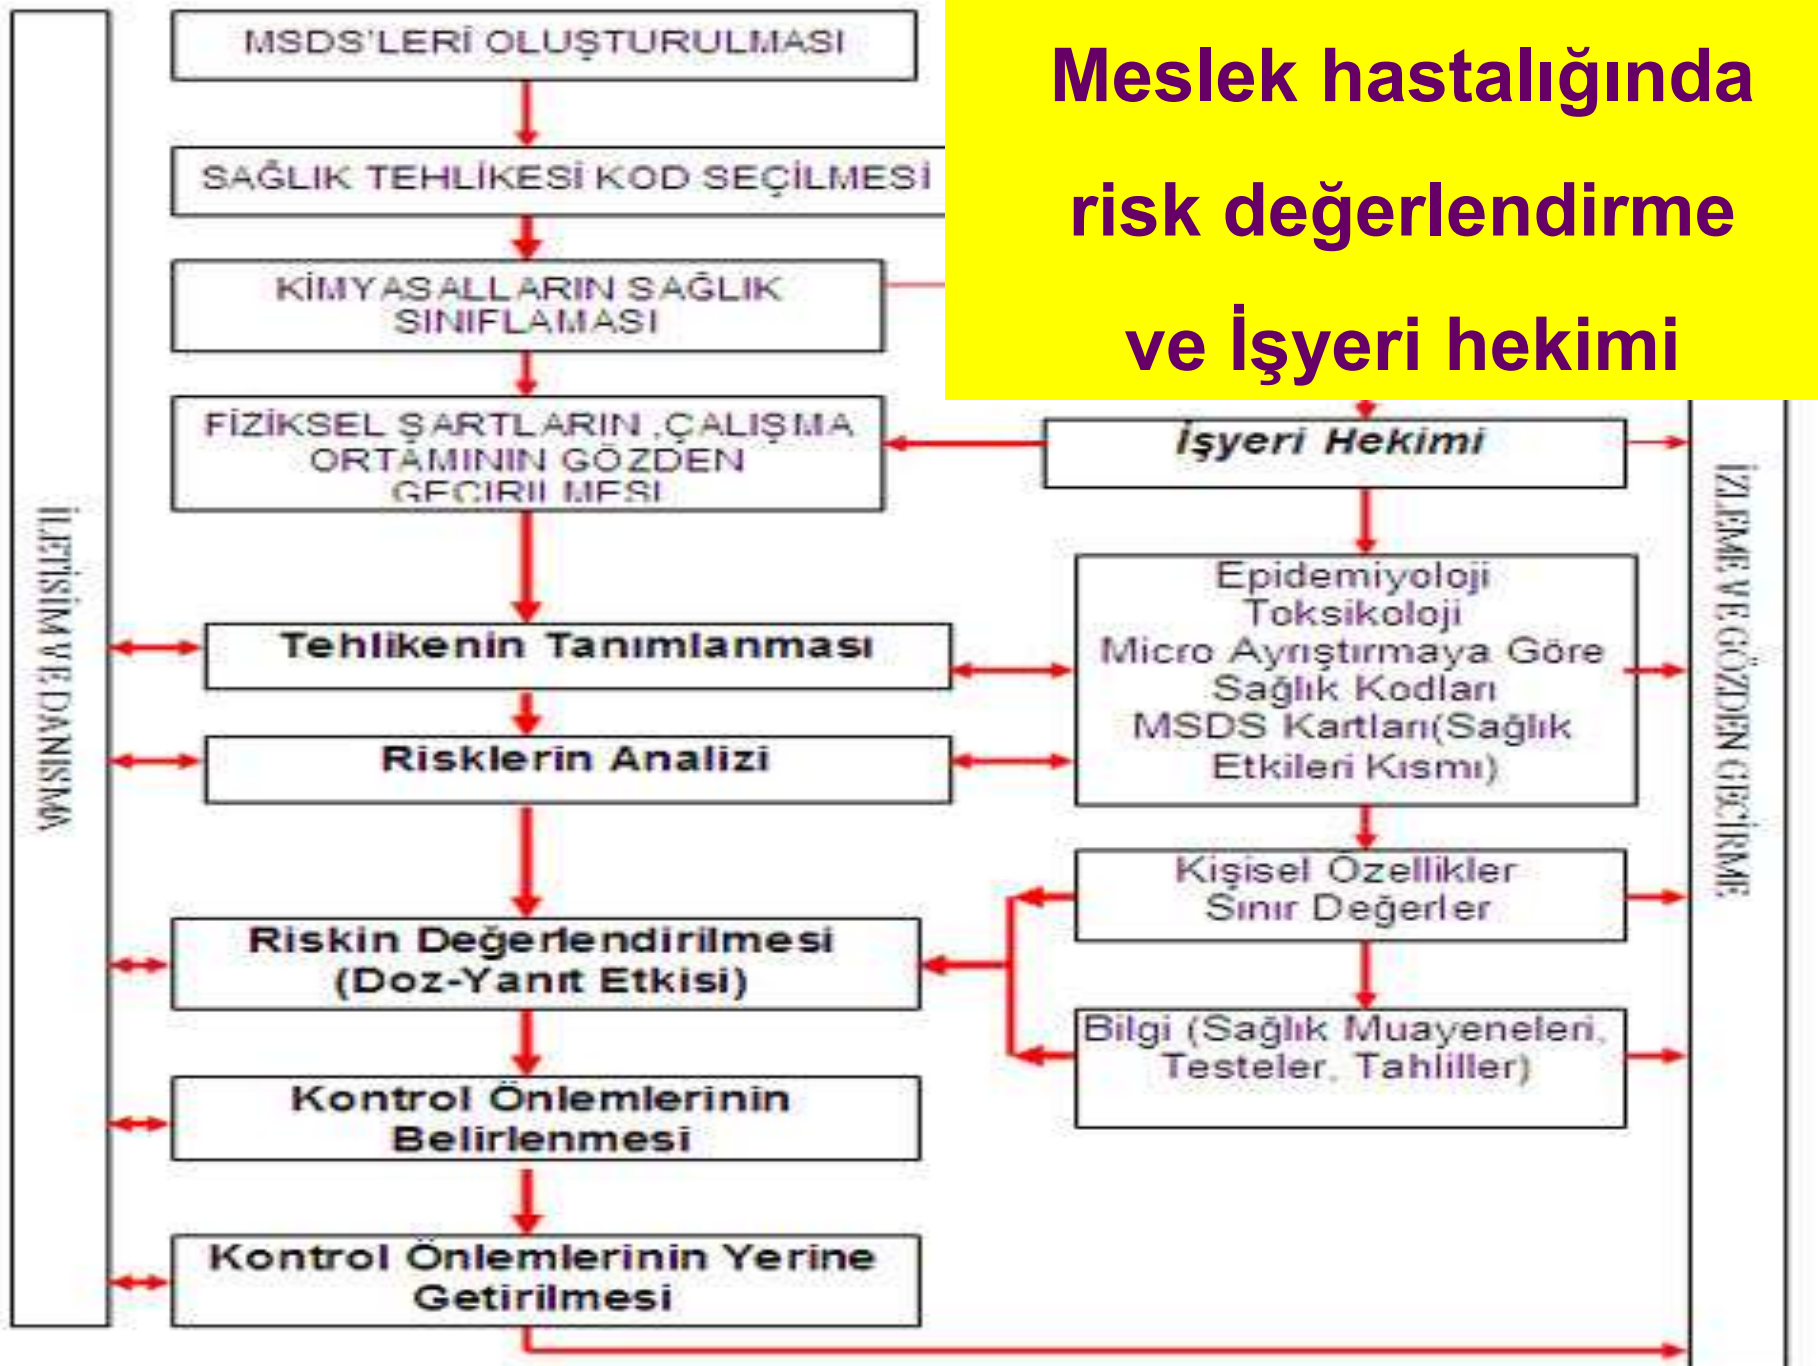 MSDS'LERİ OLUŞTURULMASI
SAĞLIK TEHLİKESİ KOD SEÇİLMESİ
KİMYASALLARIN SAĞLIK
SINIFLAMASI
FİZİKSEL ŞARTLARIN ,ÇALIŞMA
ORTAMININ GÖZDEN
GEÇİRİLMESİ
Tehlikenin Tanımlanması
Risklerin Analizi
Riskin Değerlendirilmesi
(Doz-Yanıt Etkisi)
Kontrol Önlemlerinin
Belirlenmesi
Kontrol Önlemlerinin Yerine
Getirilmesi
Meslek hastalığında
risk değerlendirme
ve İşyeri hekimi
İşyeri Hekimi
Epidemiyoloji
Toksikoloji
Micro Ayrıştırmaya Göre
Sağlık Kodları
MSDS Kartları(Sağlık
Etkileri Kısmı)
Kişisel Özellikler
Sınır Değerler
Bilgi (Sağlık Muayeneleri,
Testeler, Tahliller)
İLETİŞİM VE DANIŞMA
İZLEME VE GÖZDEN GEÇİRME